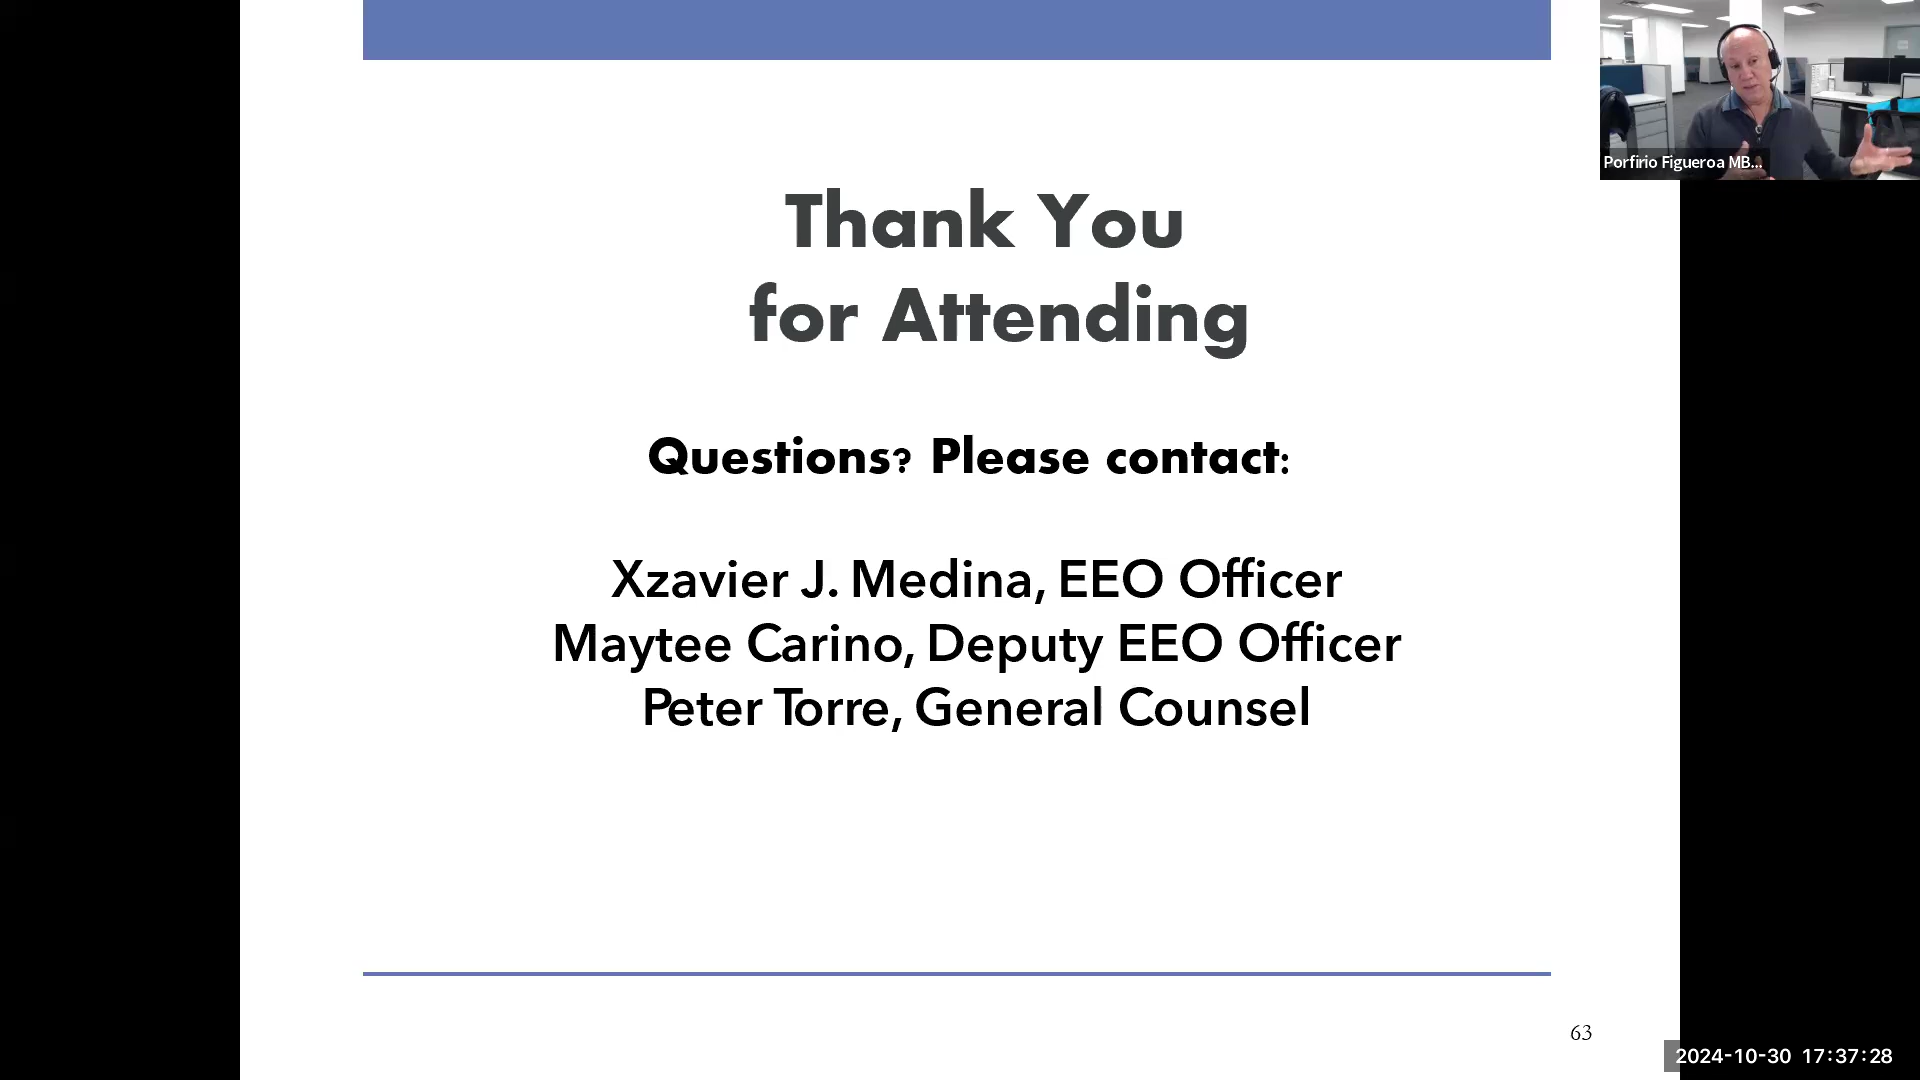 Thank You
for Attending
Questions? Please contact:
Xzavier J. Medina, EEO Officer
Maytee Carino, Deputy EEO Officer
Peter Torre, General Counsel
63
Porfirio Figueroa MB...
2024-10-30 17:37:28